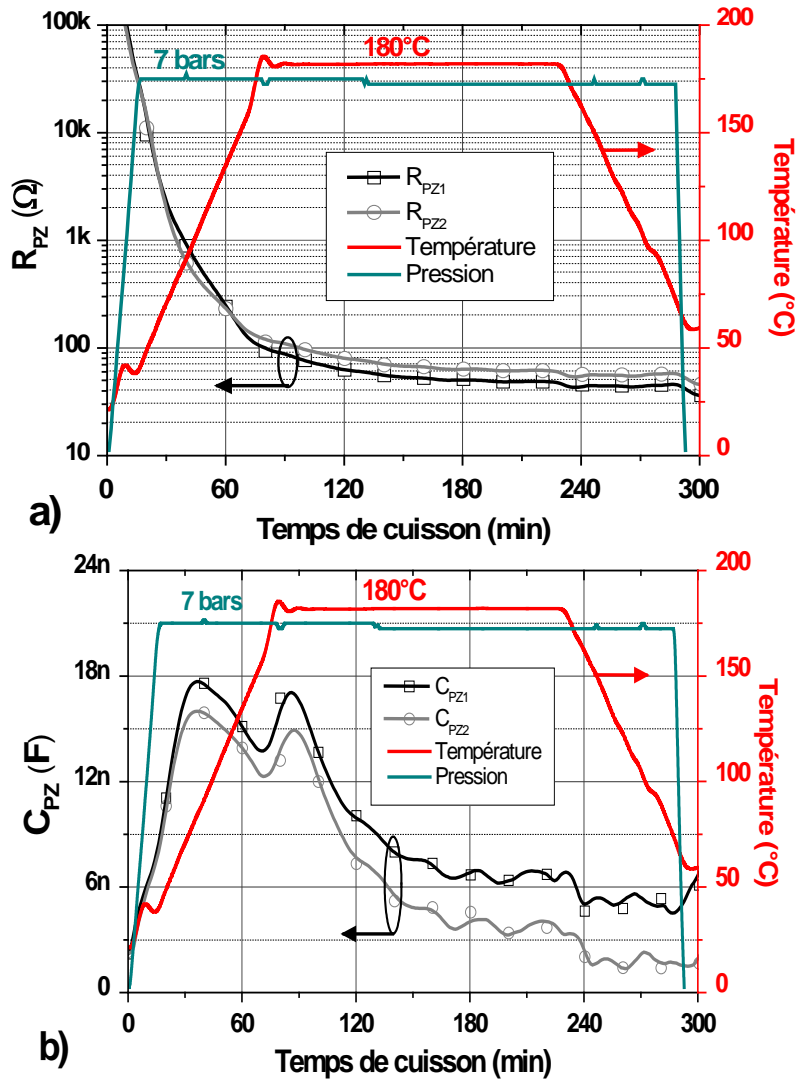 100k
10k
1k
100
10
R_PZ (Ω)
7 bars
180°C
R_PZ1
R_PZ2
Température
Pression
200
150
100
50
0
Température (°C)
0
60
120
180
240
300
Temps de cuisson (min)
a)
24n
18n
12n
6n
0
C_PZ (F)
7 bars
180°C
C_PZ1
C_PZ2
Température
Pression
200
150
100
50
0
Température (°C)
0
60
120
180
240
300
Temps de cuisson (min)
b)